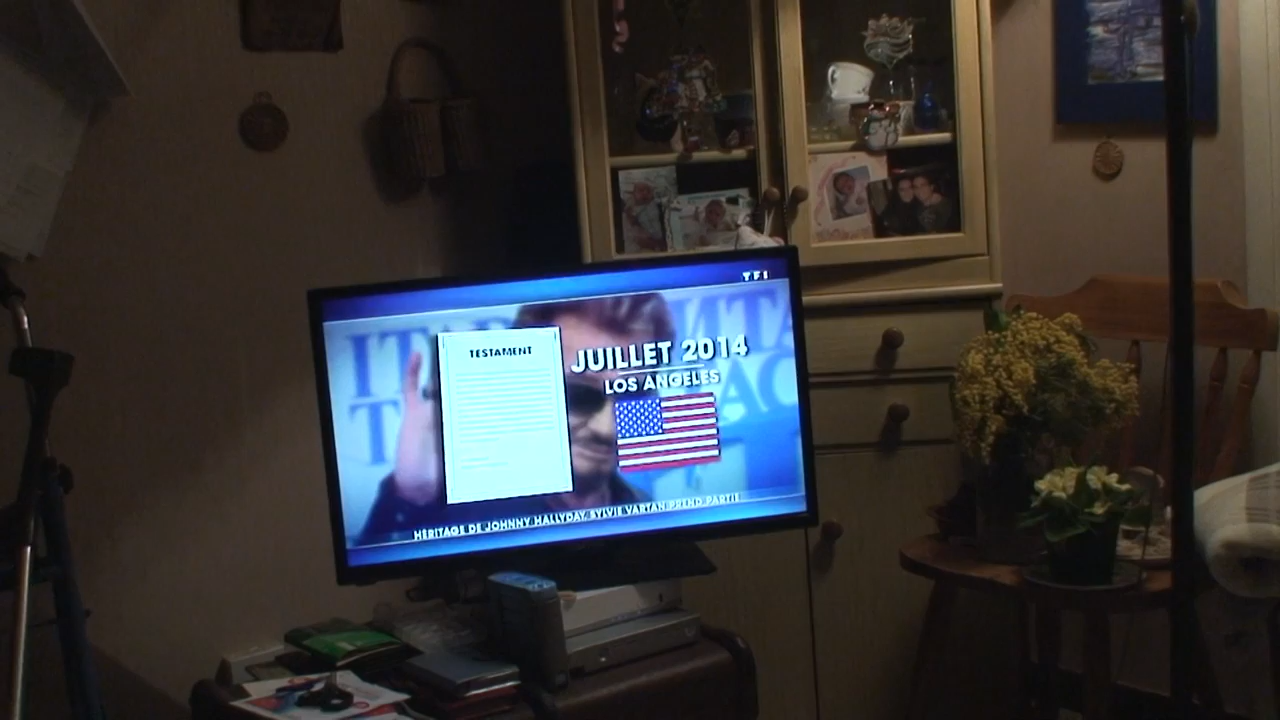 TF1
TESTAMENT
JUILLET 2014
LOS ANGELES
HÉRITAGE DE JOHNNY HALLYDAY, SYLVIE VARTAN PREND PARTIE